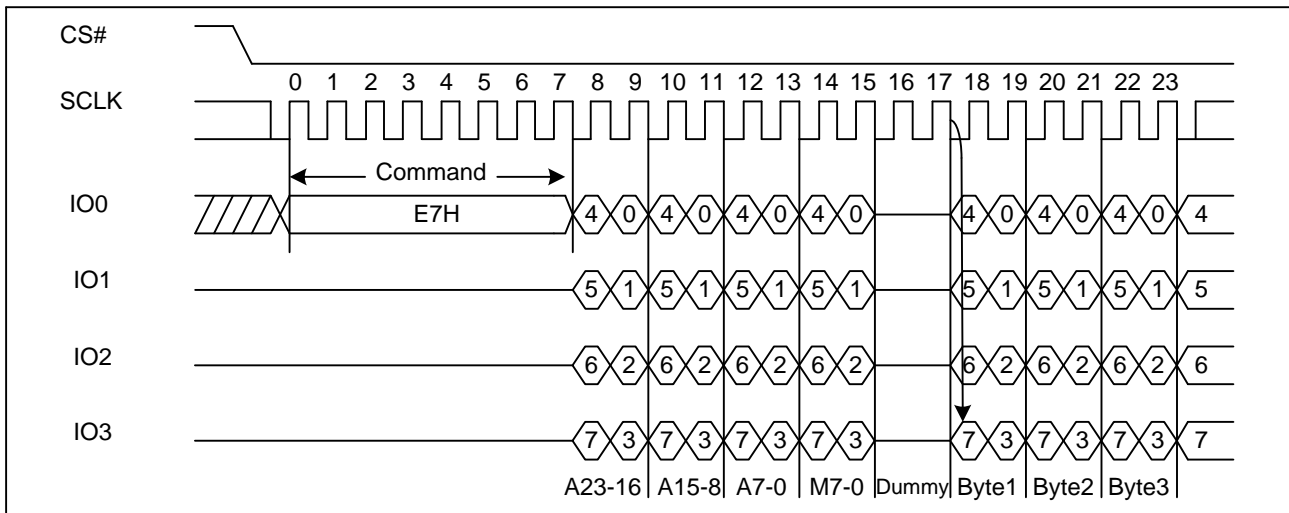 CS#
0 1 2 3 4 5 6 7 8 9 10 11 12 13 14 15 16 17 18 19 20 21 22 23
SCLK
Command
IO0 E7H 4 0 4 0 4 0 4 0 4 0 4 0 4 0 4
IO1 5 1 5 1 5 1 5 1 5 1 5 1 5 1 5
IO2 6 2 6 2 6 2 6 2 6 2 6 2 6 2 6
IO3 7 3 7 3 7 3 7 3 7 3 7 3 7 3 7
A23-16 A15-8 A7-0 M7-0 Dummy Byte1 Byte2 Byte3